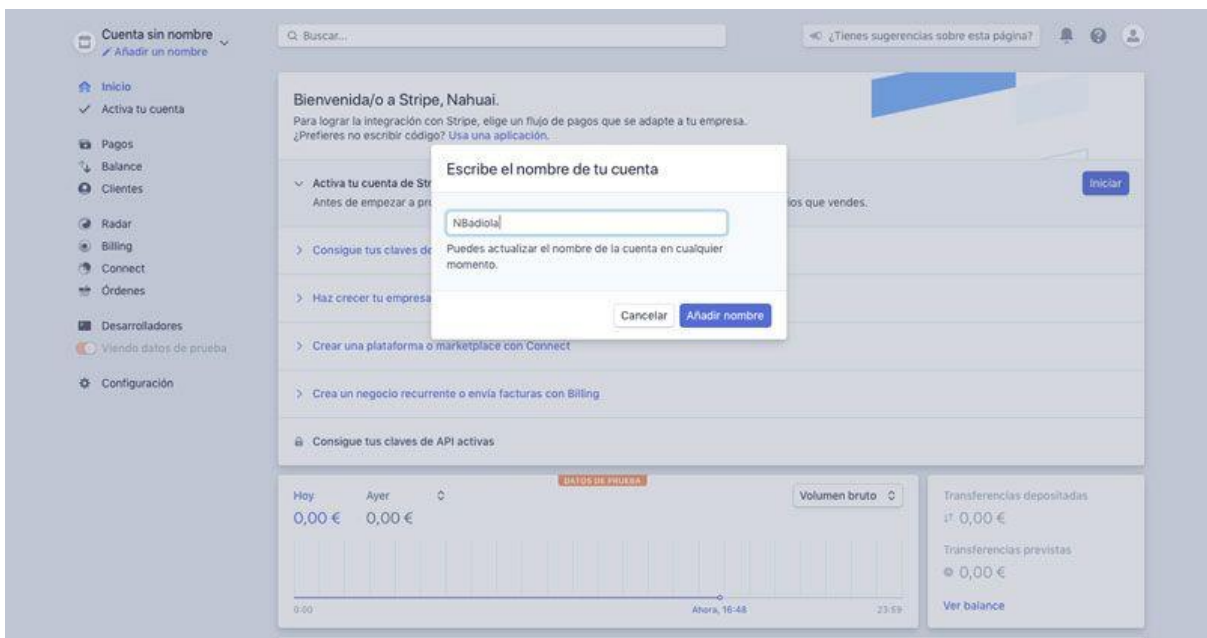 Cuenta sin nombre
Añadir un nombre
Buscar...
¿Tienes sugerencias sobre esta página?
Inicio
Activa tu cuenta
Pagos
Balance
Clientes
Radar
Billing
Connect
Órdenes
Desarrolladores
Viendo datos de prueba
Configuración
Bienvenida/o a Stripe, Nahuai.
Para lograr la integración con Stripe, elige un flujo de pagos que se adapte a tu empresa.
¿Prefieres no escribir código? Usa una aplicación.
Activa tu cuenta de Str
Iniciar
Antes de empezar a pr
ios que vendes.
Consigue tus claves de
Haz crecer tu empresa
Escribe el nombre de tu cuenta
NBadiola
Puedes actualizar el nombre de la cuenta en cualquier
momento.
Cancelar
Añadir nombre
Crear una plataforma o marketplace con Connect
Crea un negocio recurrente o envía facturas con Billing
Consigue tus claves de API activas
DATOS DE PRUEBA
Hoy
Ayer
Volumen bruto
0,00 €
0,00 €
0:00
Ahora, 16:48
23:59
Transferencias depositadas
0,00 €
Transferencias previstas
0,00 €
Ver balance